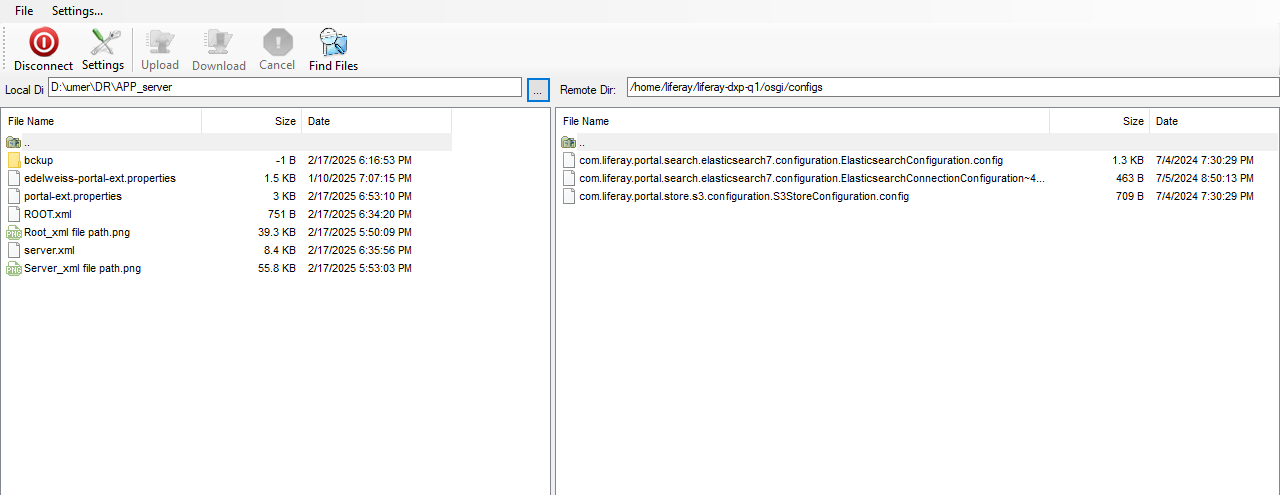 File Settings...
Disconnect Settings Upload Download Cancel Find Files
Local Di D:\umer\DR\APP_server ... Remote Dir: /home/liferay/liferay-dxp-q1/osgi/configs
File Name Size Date
..
bckup -1 B 2/17/2025 6:16:53 PM
edelweiss-portal-ext.properties 1.5 KB 1/10/2025 7:07:15 PM
portal-ext.properties 3 KB 2/17/2025 6:53:10 PM
ROOT.xml 751 B 2/17/2025 6:34:20 PM
Root_xml file path.png 39.3 KB 2/17/2025 5:50:09 PM
server.xml 8.4 KB 2/17/2025 6:35:56 PM
Server_xml file path.png 55.8 KB 2/17/2025 5:53:03 PM
File Name Size Date
..
com.liferay.portal.search.elasticsearch7.configuration.ElasticsearchConfiguration.config 1.3 KB 7/4/2024 7:30:29 PM
com.liferay.portal.search.elasticsearch7.configuration.ElasticsearchConnectionConfiguration~4... 463 B 7/5/2024 8:50:13 PM
com.liferay.portal.store.s3.configuration.S3StoreConfiguration.config 709 B 7/4/2024 7:30:29 PM